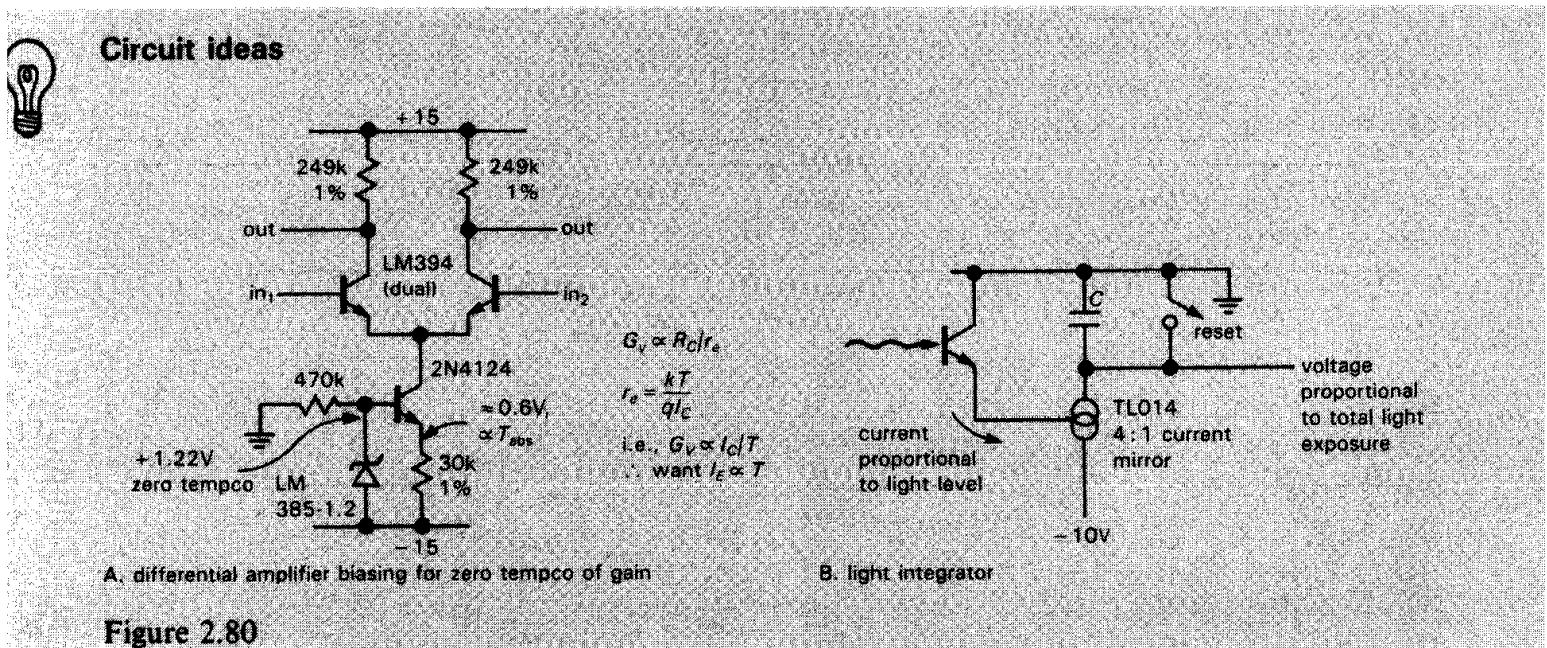 Circuit ideas
+15
249k
1%
249k
1%
out
out
LM394
(dual)
in₁
in₂
2N4124
470k
≈0.6V,
∝T_abs
+1.22V
zero tempco
LM
385-1.2
30k
1%
−15
G_v ∝ R_C/r_e
r_e = kT/qI_C
i.e., G_v ∝ I_C/T
∴ want I_E ∝ T
A. differential amplifier biasing for zero tempco of gain
C
reset
voltage
proportional
to total light
exposure
TL014
4:1 current
mirror
current
proportional
to light level
−10V
B. light integrator
Figure 2.80